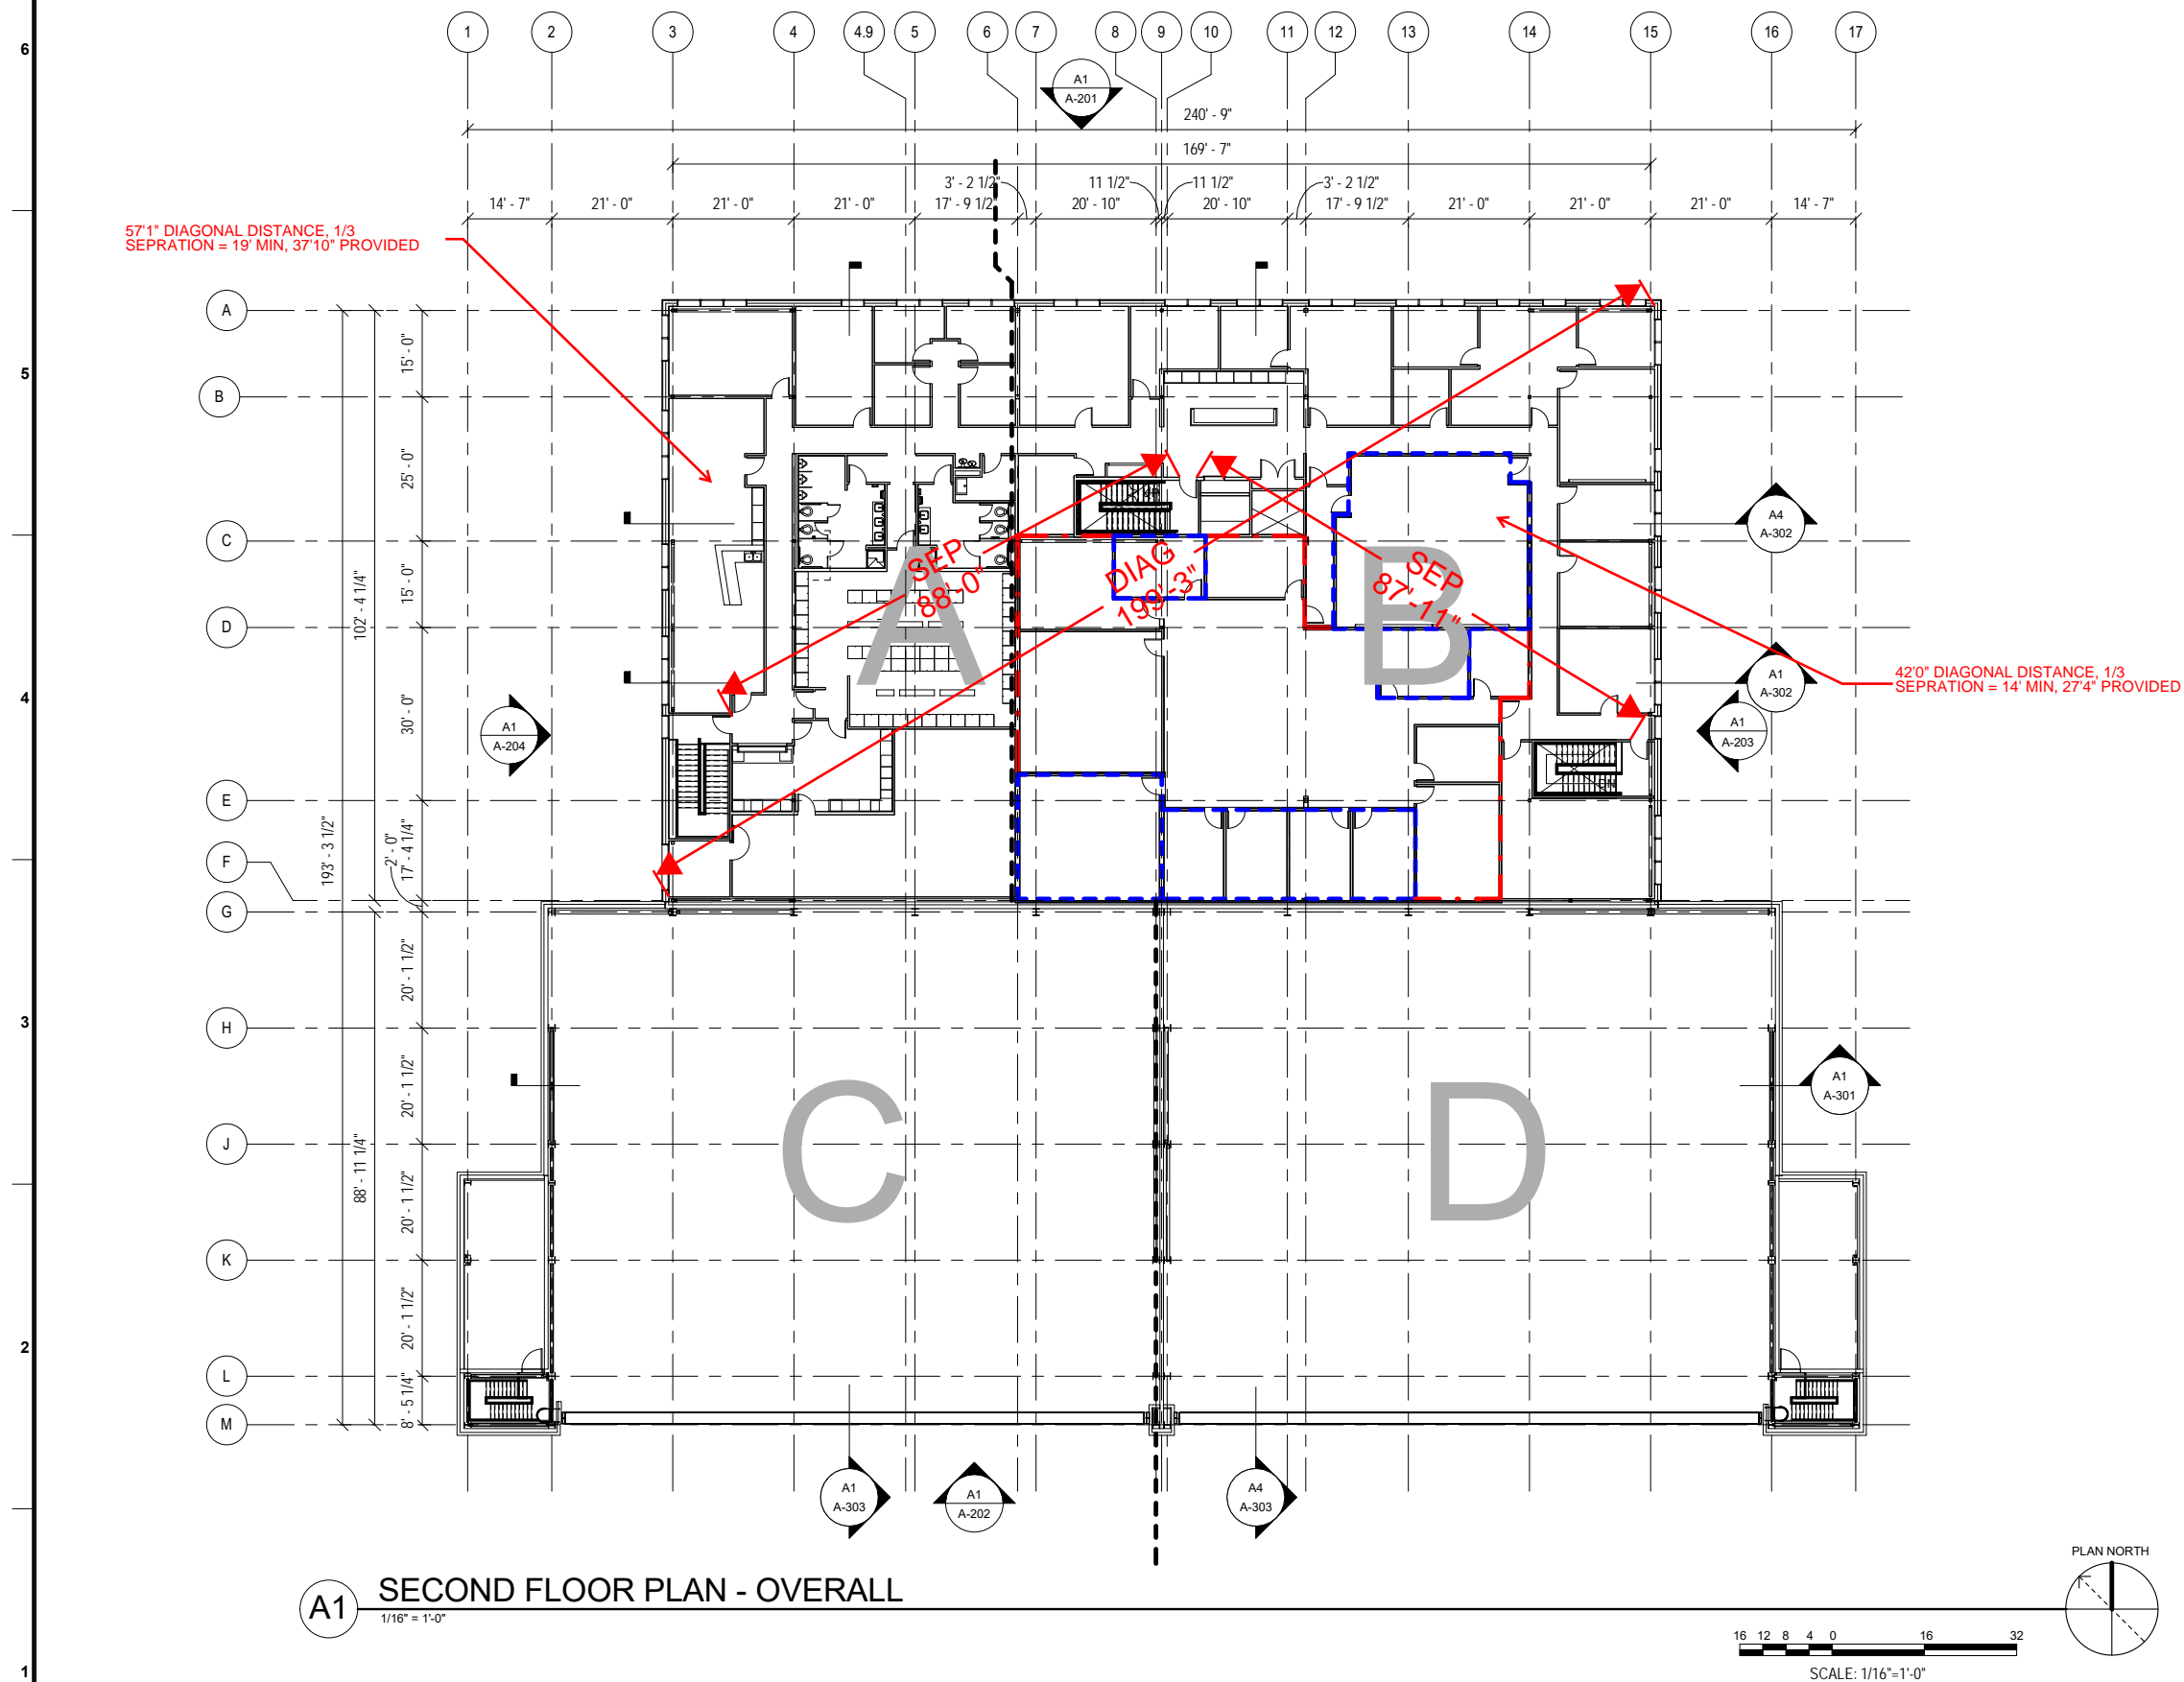 6
5
4
3
2
1
1
2
3
4
4.9
5
6
7
8
9
10
11
12
13
14
15
16
17
A1
A-201
240' - 9"
169' - 7"
3' - 2 1/2"
11 1/2"
11 1/2"
3' - 2 1/2"
14' - 7"
21' - 0"
21' - 0"
21' - 0"
17' - 9 1/2"
20' - 10"
20' - 10"
17' - 9 1/2"
21' - 0"
21' - 0"
21' - 0"
14' - 7"
57'1" DIAGONAL DISTANCE, 1/3
SEPRATION = 19' MIN, 37'10" PROVIDED
A
B
C
D
E
F
G
H
J
K
L
M
15' - 0"
25' - 0"
15' - 0"
30' - 0"
17' - 4 1/4"
2' - 0"
102' - 4 1/4"
193' - 3 1/2"
88' - 11 1/4"
20' - 1 1/2"
20' - 1 1/2"
20' - 1 1/2"
20' - 1 1/2"
8' - 5 1/4"
SEP
88'-0"
DIAG
199'-3"
SEP
87'-11"
A
B
C
D
A4
A-302
A1
A-302
42'0" DIAGONAL DISTANCE, 1/3
SEPRATION = 14' MIN, 27'4" PROVIDED
A1
A-203
A1
A-204
A1
A-301
A1
A-303
A1
A-202
A4
A-303
A1
SECOND FLOOR PLAN - OVERALL
1/16" = 1'-0"
PLAN NORTH
16 12 8 4 0 16 32
SCALE: 1/16"=1'-0"